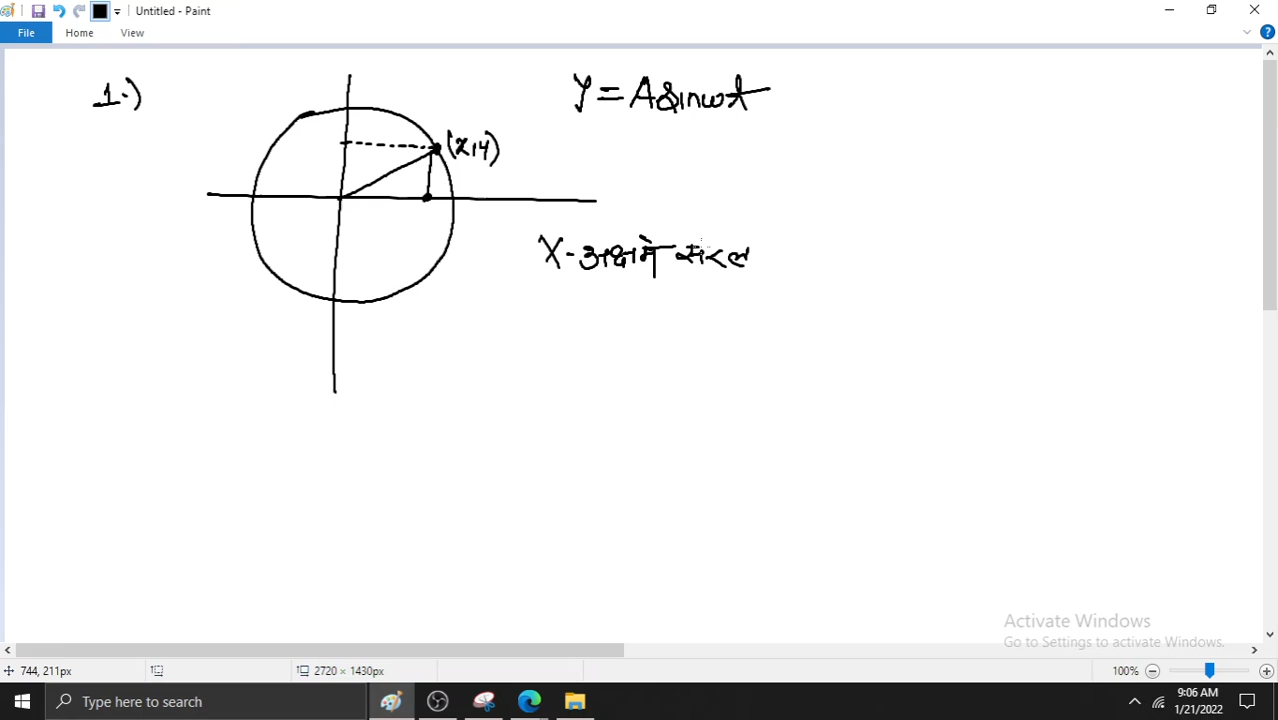 Untitled - Paint
File Home View
1.)
Y = A sinωt
(x,y)
X-
Activate Windows
Go to Settings to activate Windows.
744, 211px
2720 × 1430px
100%
Type here to search
9:06 AM
1/21/2022